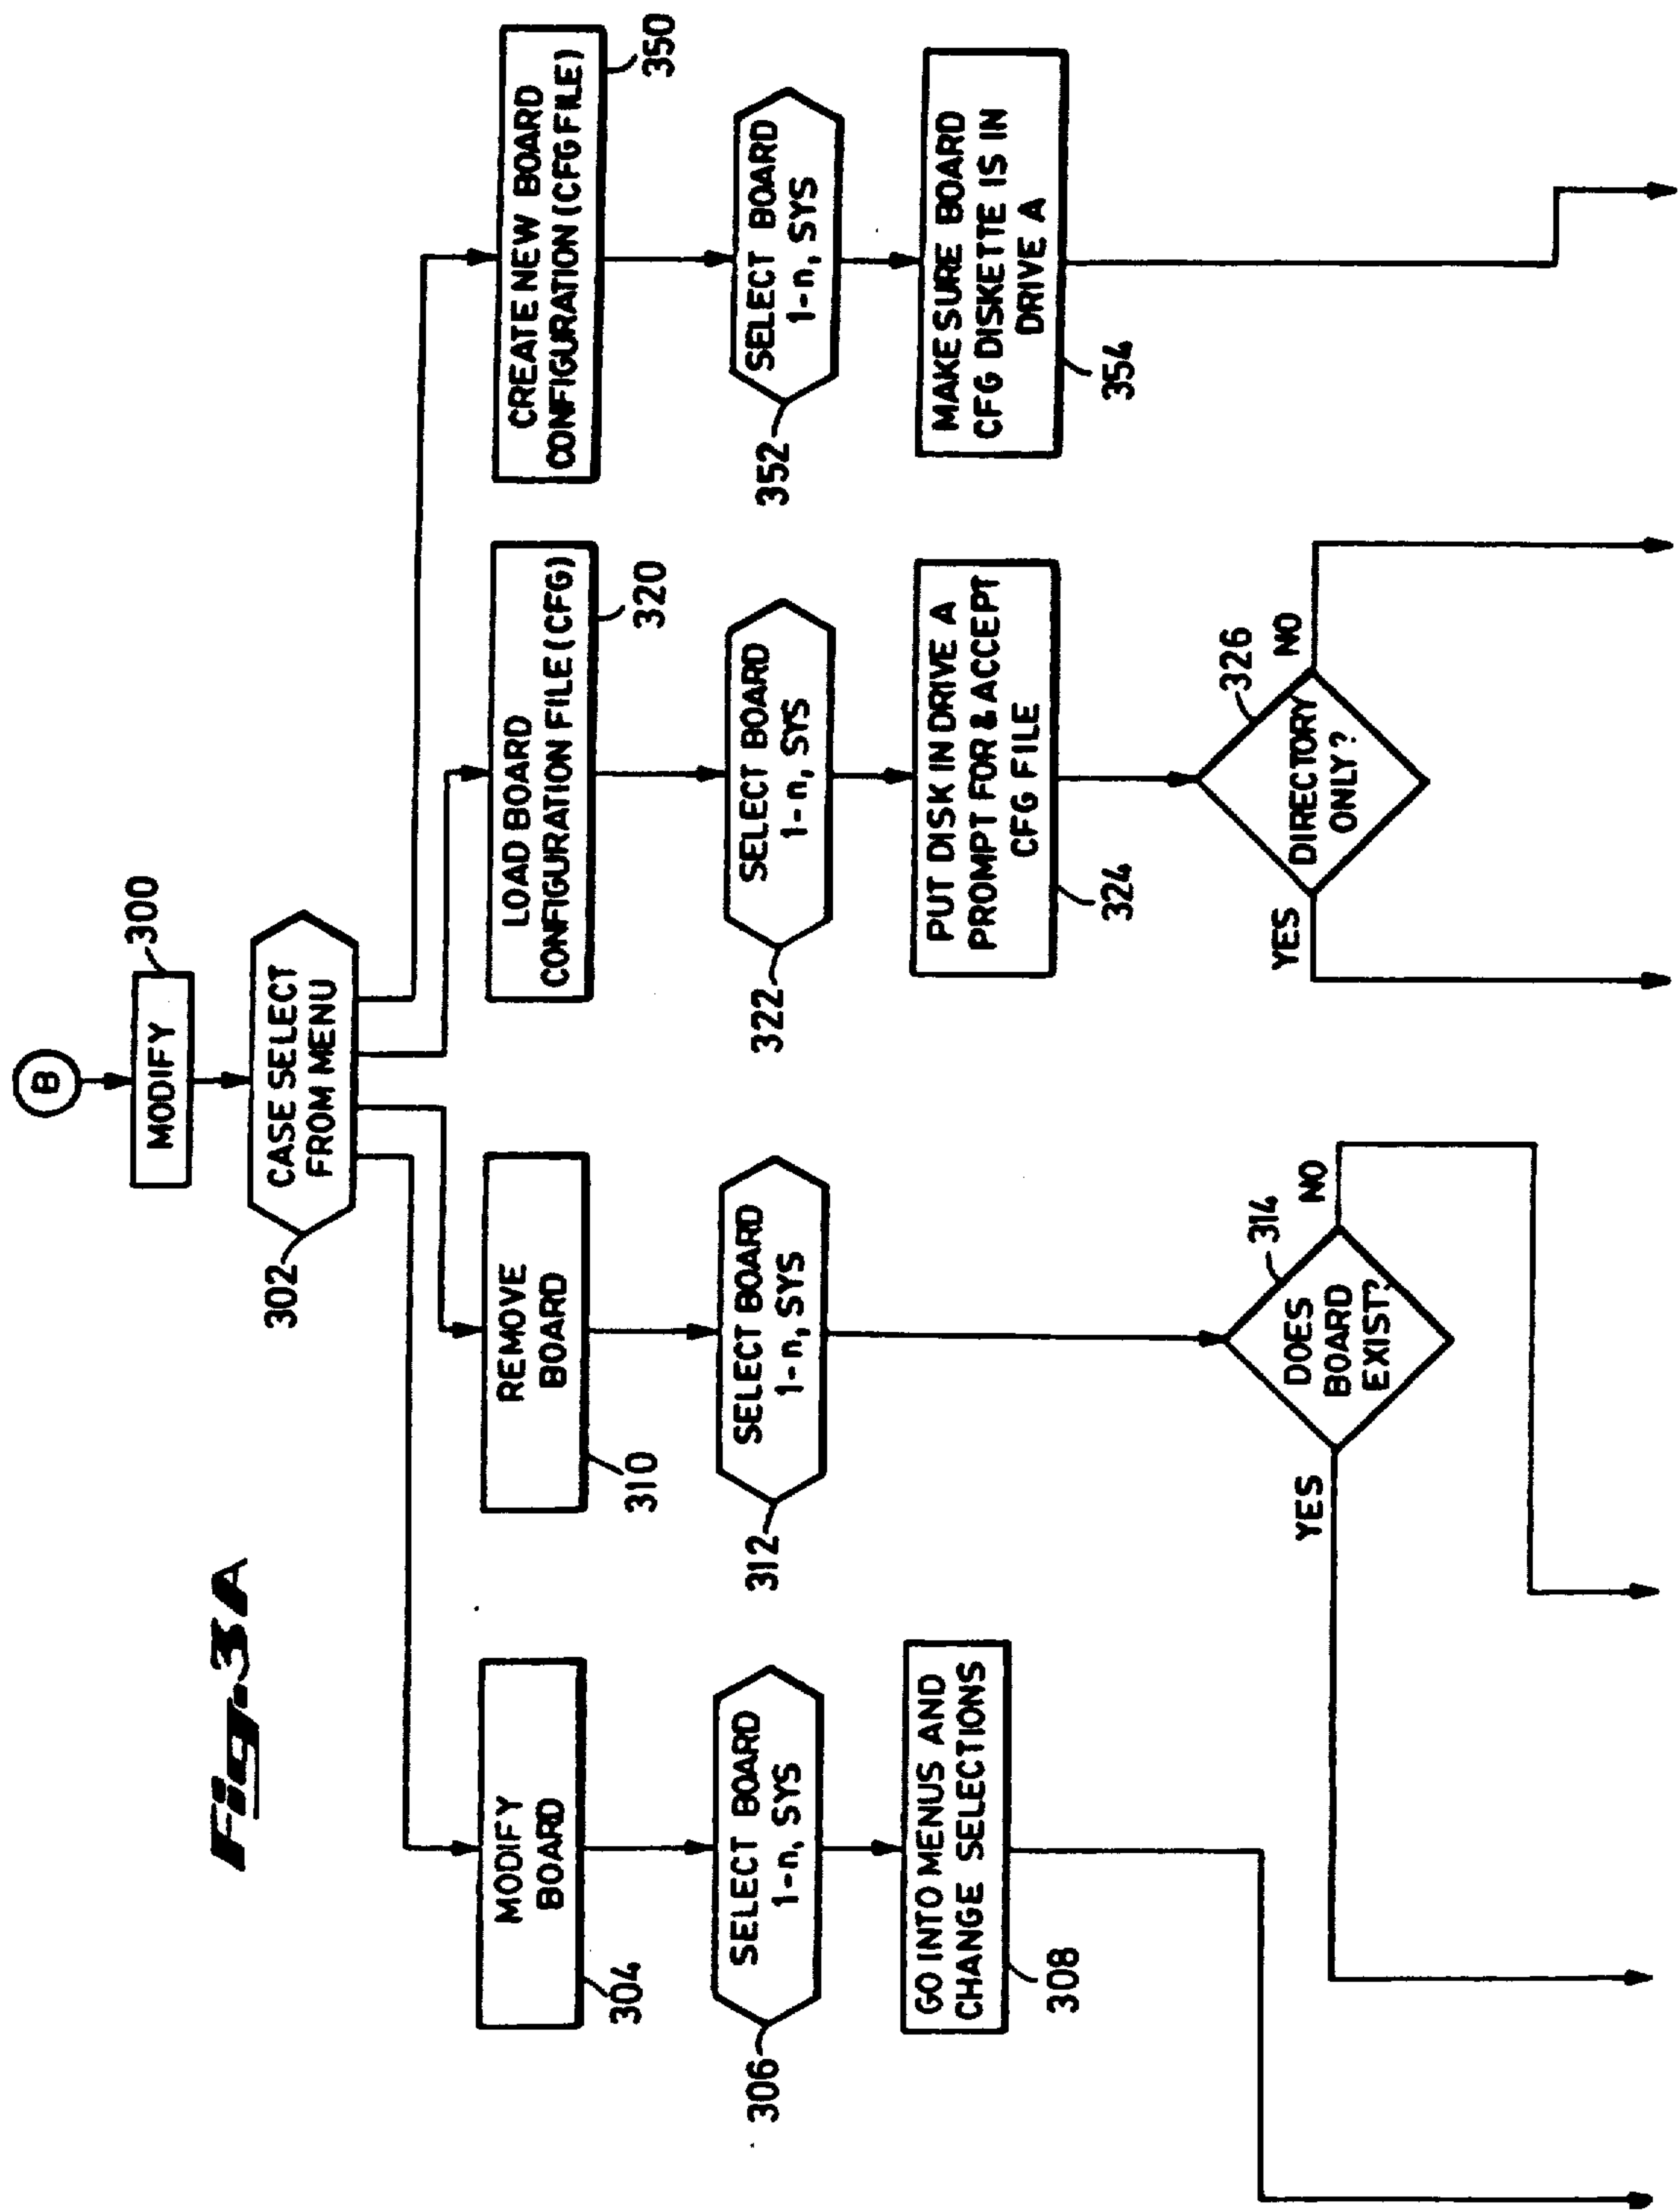 Fig-3A
B
MODIFY
300
CASE SELECT
FROM MENU
302
MODIFY
BOARD
304
SELECT BOARD
1-n, SYS
306
GO INTO MENUS AND
CHANGE SELECTIONS
308
REMOVE
BOARD
310
SELECT BOARD
1-n, SYS
312
DOES
BOARD
EXIST?
314
YES
NO
LOAD BOARD
CONFIGURATION FILE (CFG)
320
SELECT BOARD
1-n, SYS
322
PUT DISK IN DRIVE A
PROMPT FOR & ACCEPT
CFG FILE
324
DIRECTORY
ONLY?
326
YES
NO
CREATE NEW BOARD
CONFIGURATION (CFG FILE)
350
SELECT BOARD
1-n, SYS
352
MAKE SURE BOARD
CFG DISKETTE IS IN
DRIVE A
354